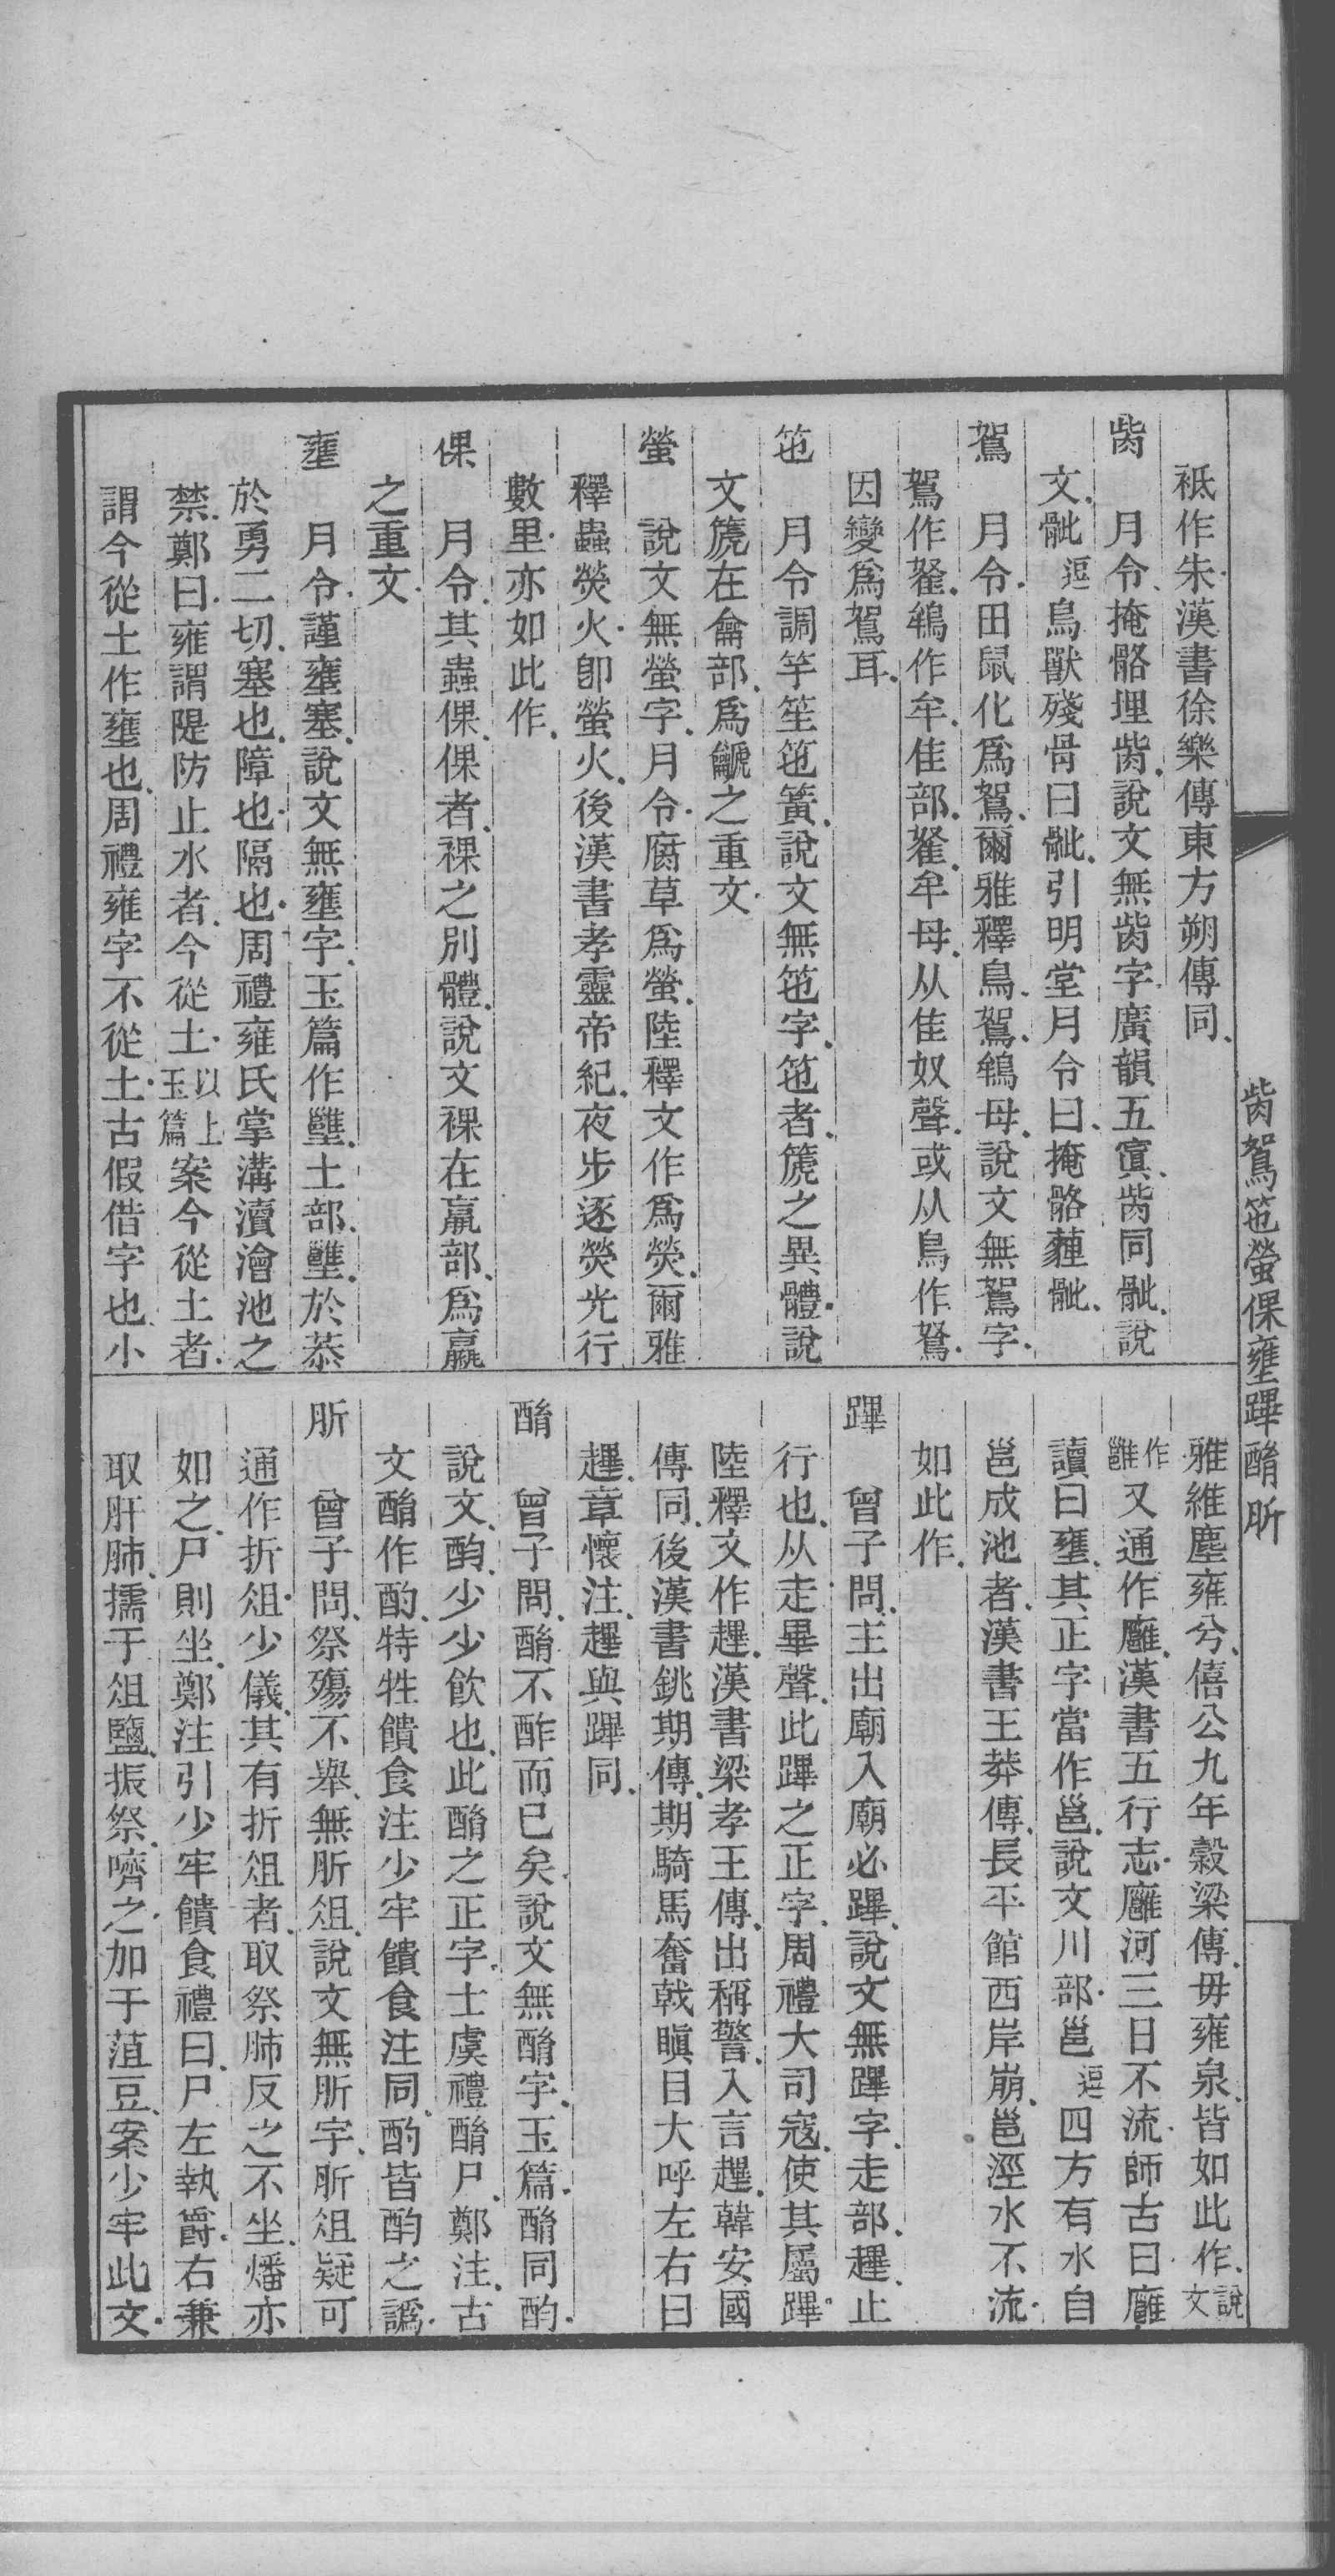 祇作朱漢書徐樂傳東方朔傳同
胔　月令掩骼埋胔說文無胔字廣韻五寘胔同骴說
文骴逗鳥獸殘骨曰骴引明堂月令曰掩骼薶骴
鴽　月令田鼠化爲鴽爾雅釋鳥鴽鴾母說文無鴽字
鴽作䨲鴾作牟隹部䨲牟母从隹奴聲或从鳥作鴑
因變爲鴽耳
竾　月令調竽笙竾簧說文無竾字竾者篪之異體說
文篪在龠部爲䶵之重文
螢　說文無螢字月令腐草爲螢陸釋文作爲熒爾雅
釋蟲熒火卽螢火後漢書孝靈帝紀夜步逐熒光行
數里亦如此作
倮　月令其蟲倮倮者裸之別體說文裸在衣部爲臝
之重文
壅　月令謹壅塞說文無壅字玉篇作壅土部壅於恭
於勇二切塞也障也隔也周禮雍氏掌溝瀆澮池之
禁鄭曰雍謂隄防止水者今從土以上玉篇案今從土者
謂今從土作壅也周禮雍字不從土古假借字也小
胔鴽竾螢倮壅蹕酳肵
雅維塵雍兮僖公九年穀梁傳毋雍泉皆如此作說文
作雝又通作廱漢書五行志廱河三日不流師古曰廱
讀曰壅其正字當作邕說文川部邕逗四方有水自
邕成池者漢書王莽傳長平館西岸崩邕涇水不流
如此作
蹕　曾子問主出廟入廟必蹕說文無蹕字走部趩止
行也从走畢聲此蹕之正字周禮大司寇使其屬蹕
陸釋文作趩漢書梁孝王傳出稱警入言趩韓安國
傳同後漢書銚期傳期騎馬奮戟瞋目大呼左右曰
趩章懷注趩與蹕同
酳　曾子問酳不酢而已矣說文無酳字玉篇酳同酌
說文酌少少飮也此酳之正字士虞禮酳尸鄭注古
文酳作酌特牲饋食注少牢饋食注同酌皆酌之譌
肵　曾子問祭殤不舉無肵俎說文無肵字肵俎疑可
通作折俎少儀其有折俎者取祭肺反之不坐燔亦
如之尸則坐鄭注引少牢饋食禮曰尸左執爵右兼
取肝肺擩于俎鹽振祭嚌之加于菹豆案少牢此文